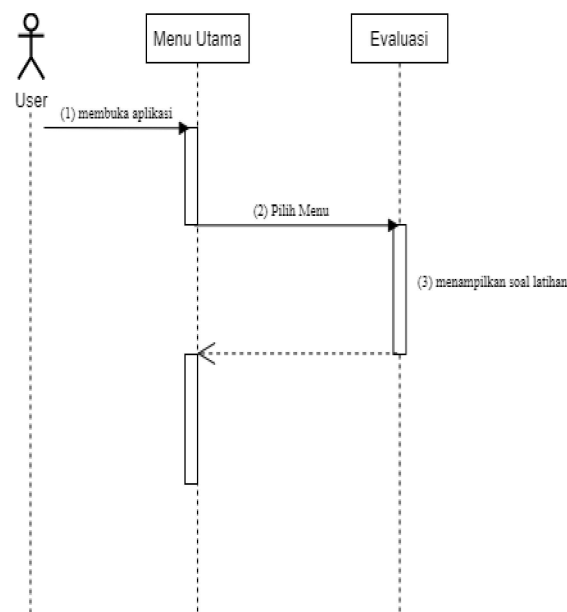 Menu Utama
Evaluasi
User
(1) membuka aplikasi
(2) Pilih Menu
(3) menampilkan soal latihan